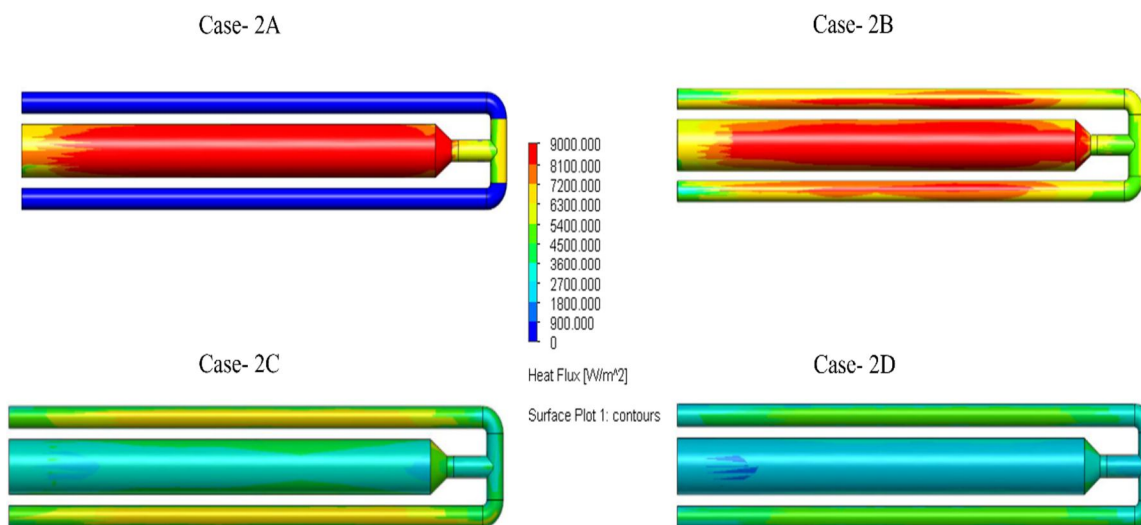 Case- 2A
Case- 2B
9000.000
8100.000
7200.000
6300.000
5400.000
4500.000
3600.000
2700.000
1800.000
900.000
0
Heat Flux [W/m^2]
Surface Plot 1: contours
Case- 2C
Case- 2D